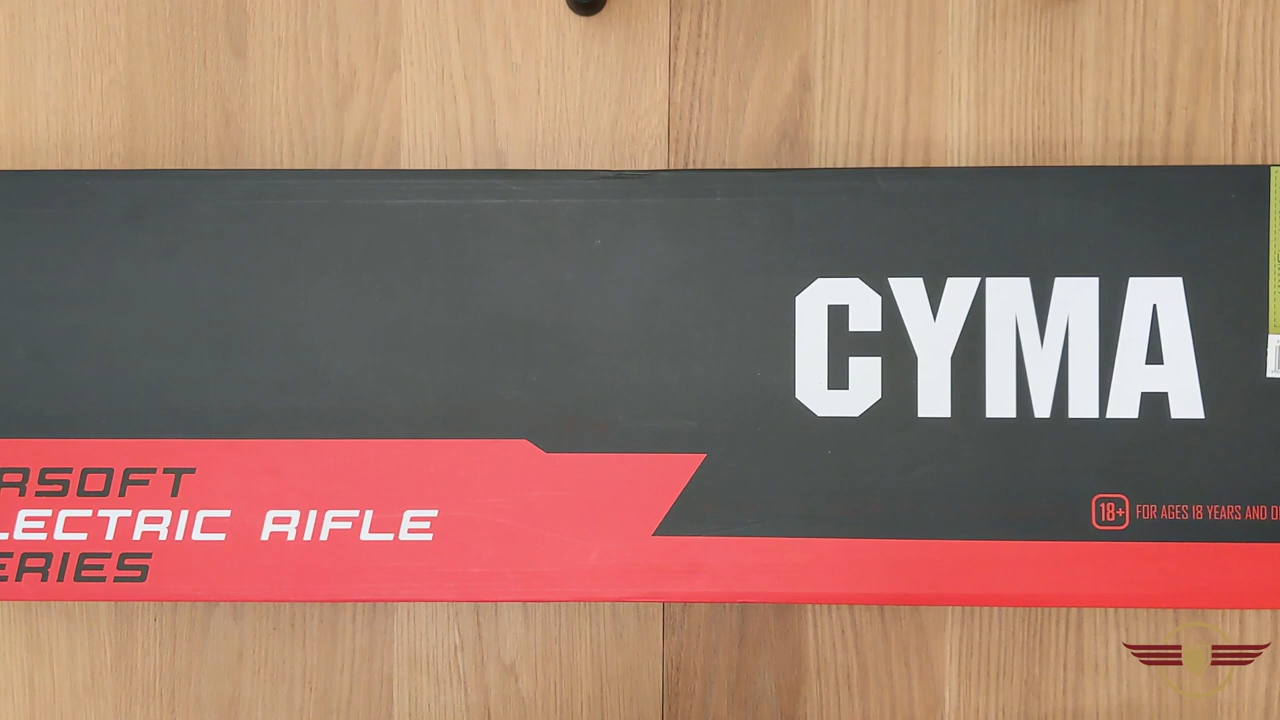 CYMA
RSOFT
LECTRIC RIFLE
ERIES
18+ FOR AGES 18 YEARS AND